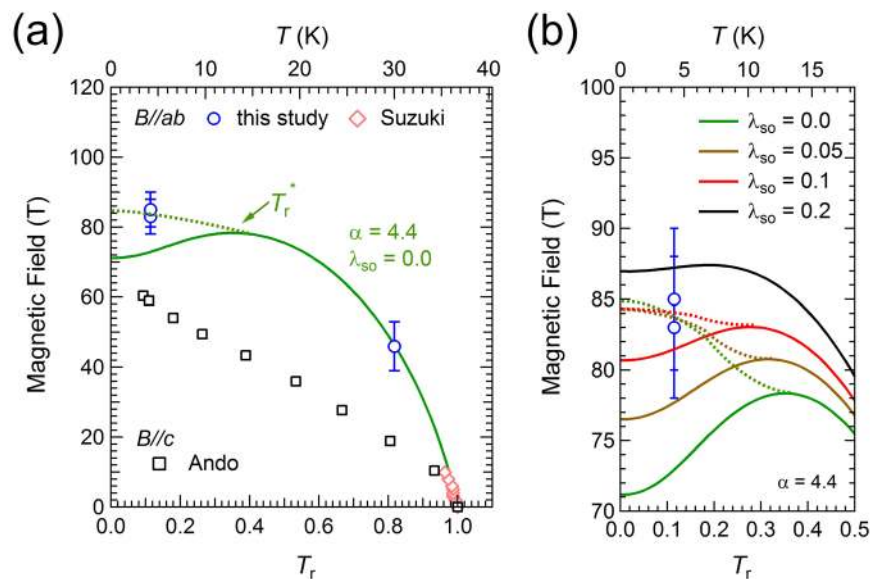 (a)
T (K)
0 10 20 30 40
120
100
80
60
40
20
0
Magnetic Field (T)
B//ab this study Suzuki
Tr*
α = 4.4
λso = 0.0
B//c
Ando
0.0 0.2 0.4 0.6 0.8 1.0
Tr
(b)
T (K)
0 5 10 15
100
95
90
85
80
75
70
Magnetic Field (T)
λso = 0.0
λso = 0.05
λso = 0.1
λso = 0.2
α = 4.4
0.0 0.1 0.2 0.3 0.4 0.5
Tr